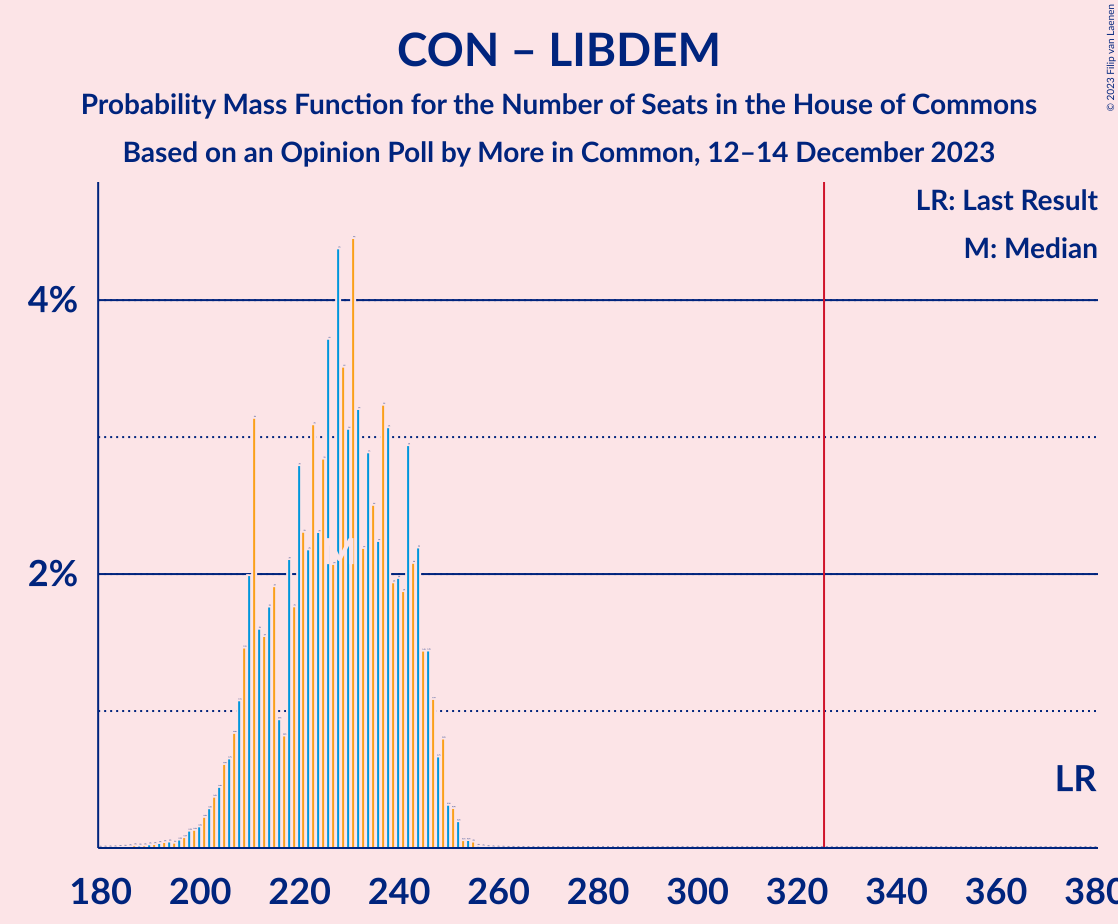 CON – LIBDEM
Probability Mass Function for the Number of Seats in the House of Commons
Based on an Opinion Poll by More in Common, 12–14 December 2023
© 2023 Filip van Laenen
LR: Last Result
M: Median
4%
2%
LR
180 200 220 240 260 280 300 320 340 360 380